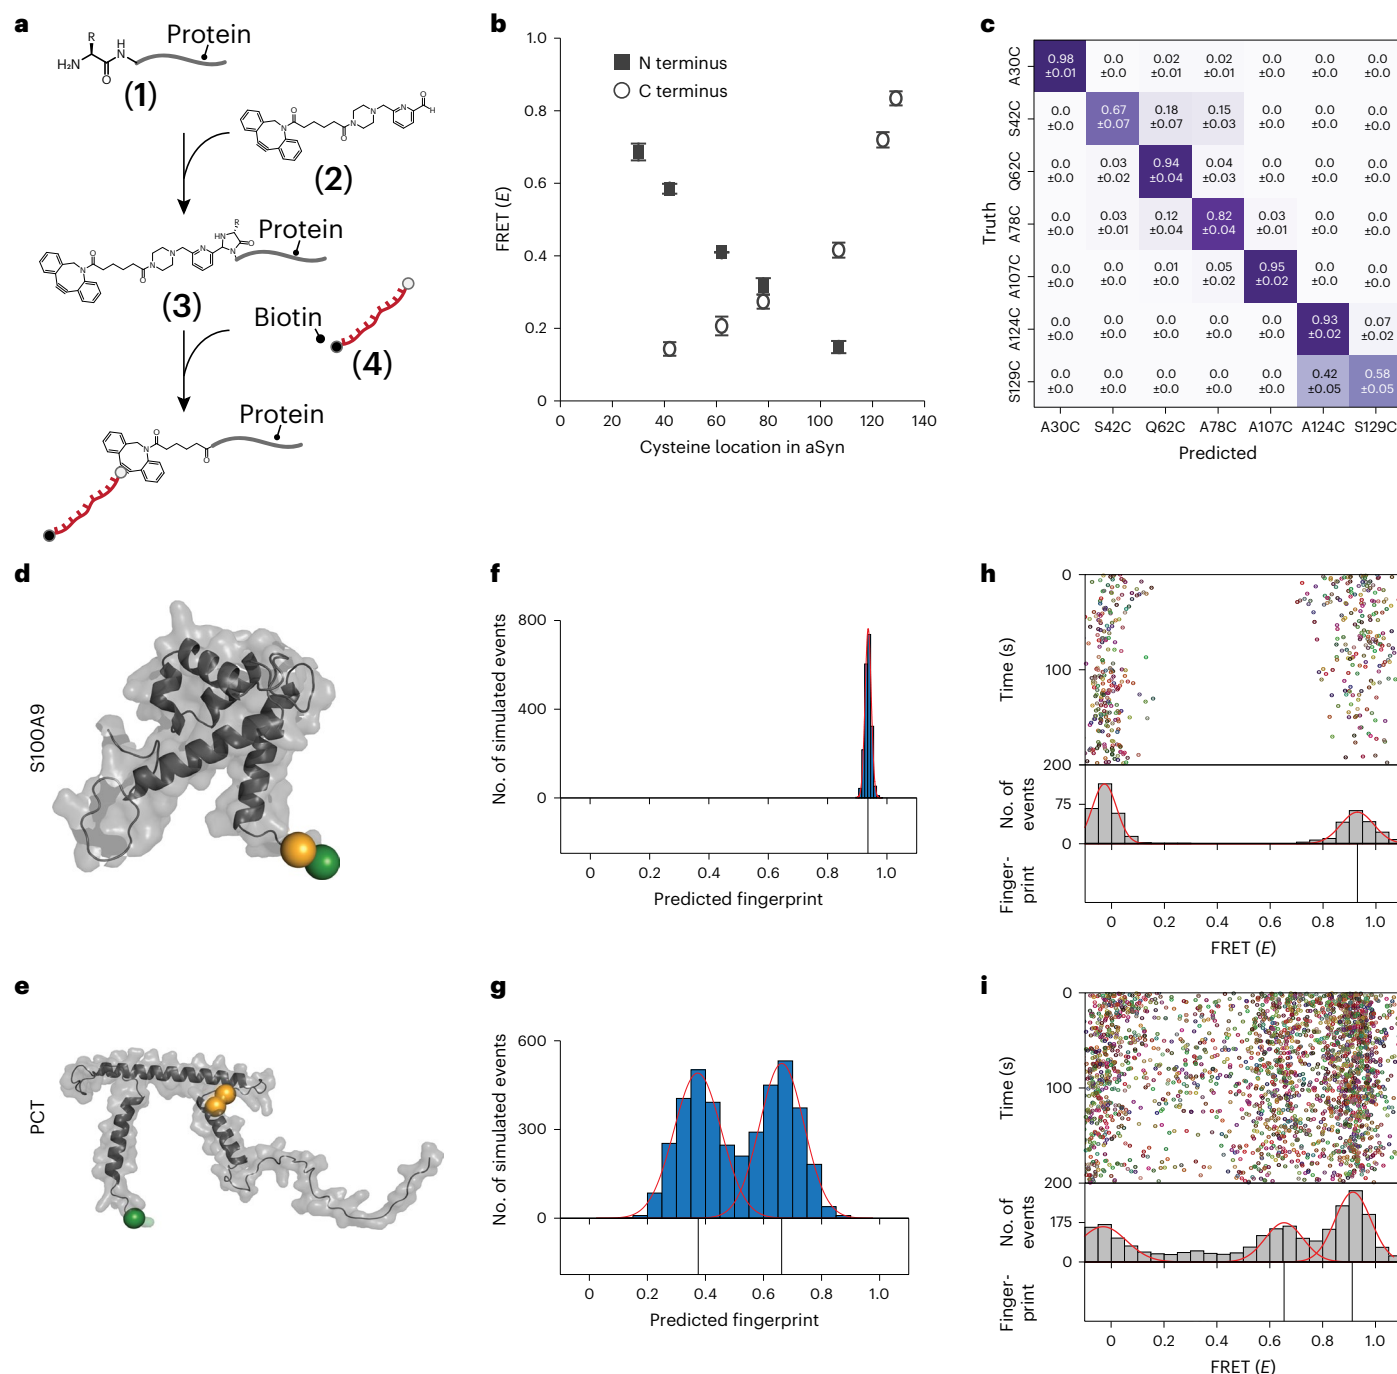 a
Protein
R
H
N
H₂N
O
(1)
O
N
O
N
N
N
O
H
(2)
Protein
R
HN
O
N
N
N
N
O
N
O
(3)
Biotin
(4)
Protein
O
N
O
b
1.0
0.8
0.6
0.4
0.2
0
FRET (E)
N terminus
C terminus
0 20 40 60 80 100 120 140
Cysteine location in aSyn
c
Truth
A30C 0.98 ±0.01 0.0 ±0.0 0.02 ±0.01 0.02 ±0.01 0.0 ±0.0 0.0 ±0.0 0.0 ±0.0
S42C 0.0 ±0.0 0.67 ±0.07 0.18 ±0.07 0.15 ±0.03 0.0 ±0.0 0.0 ±0.0 0.0 ±0.0
Q62C 0.0 ±0.0 0.03 ±0.02 0.94 ±0.04 0.04 ±0.03 0.0 ±0.0 0.0 ±0.0 0.0 ±0.0
A78C 0.0 ±0.0 0.03 ±0.01 0.12 ±0.04 0.82 ±0.04 0.03 ±0.01 0.0 ±0.0 0.0 ±0.0
A107C 0.0 ±0.0 0.0 ±0.0 0.01 ±0.01 0.05 ±0.02 0.95 ±0.02 0.0 ±0.0 0.0 ±0.0
A124C 0.0 ±0.0 0.0 ±0.0 0.0 ±0.0 0.0 ±0.0 0.0 ±0.0 0.93 ±0.02 0.07 ±0.02
S129C 0.0 ±0.0 0.0 ±0.0 0.0 ±0.0 0.0 ±0.0 0.0 ±0.0 0.42 ±0.05 0.58 ±0.05
A30C S42C Q62C A78C A107C A124C S129C
Predicted
d
S100A9
f
No. of simulated events
800
400
0
0 0.2 0.4 0.6 0.8 1.0
Predicted fingerprint
h
Time (s)
0
100
200
No. of
events
75
0
Finger-
print
0 0.2 0.4 0.6 0.8 1.0
FRET (E)
e
PCT
g
No. of simulated events
600
300
0
0 0.2 0.4 0.6 0.8 1.0
Predicted fingerprint
i
Time (s)
0
100
200
No. of
events
175
0
Finger-
print
0 0.2 0.4 0.6 0.8 1.0
FRET (E)